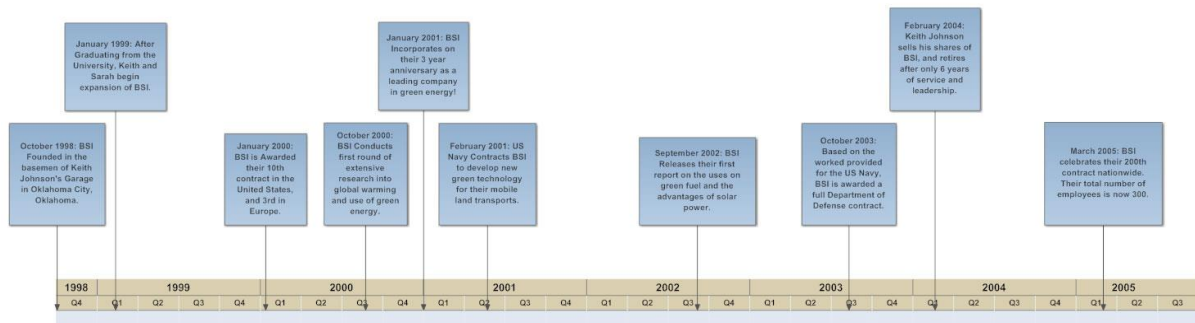 January 1999: After
Graduating from the
University, Keith and
Sarah begin
expansion of BSI.
January 2001: BSI
Incorporates on
their 3 year
anniversary as a
leading company
in green energy!
February 2004:
Keith Johnson
sells his shares of
BSI, and retires
after only 6 years
of service and
leadership.
October 1998: BSI
Founded in the
basemen of Keith
Johnson's Garage
in Oklahoma City,
Oklahoma.
January 2000:
BSI is Awarded
their 10th
contract in the
United States,
and 3rd in
Europe.
October 2000:
BSI Conducts
first round of
extensive
research into
global warming
and use of green
energy.
February 2001: US
Navy Contracts BSI
to develop new
green technology
for their mobile
land transports.
September 2002: BSI
Releases their first
report on the uses on
green fuel and the
advantages of solar
power.
October 2003:
Based on the
worked provided
for the US Navy,
BSI is awarded a
full Department of
Defense contract.
March 2005: BSI
celebrates their 200th
contract nationwide.
Their total number of
employees is now 300.
1998 1999 2000 2001 2002 2003 2004 2005
Q4 Q1 Q2 Q3 Q4 Q1 Q2 Q3 Q4 Q1 Q2 Q3 Q4 Q1 Q2 Q3 Q4 Q1 Q2 Q3 Q4 Q1 Q2 Q3 Q4 Q1 Q2 Q3